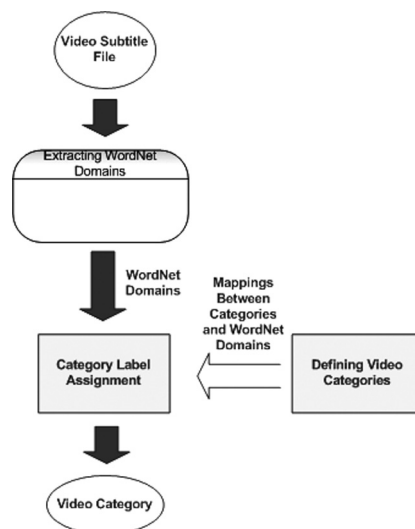 Video Subtitle
File
Extracting WordNet
Domains
WordNet
Domains
Mappings
Between
Categories
and WordNet
Domains
Category Label
Assignment
Defining Video
Categories
Video Category